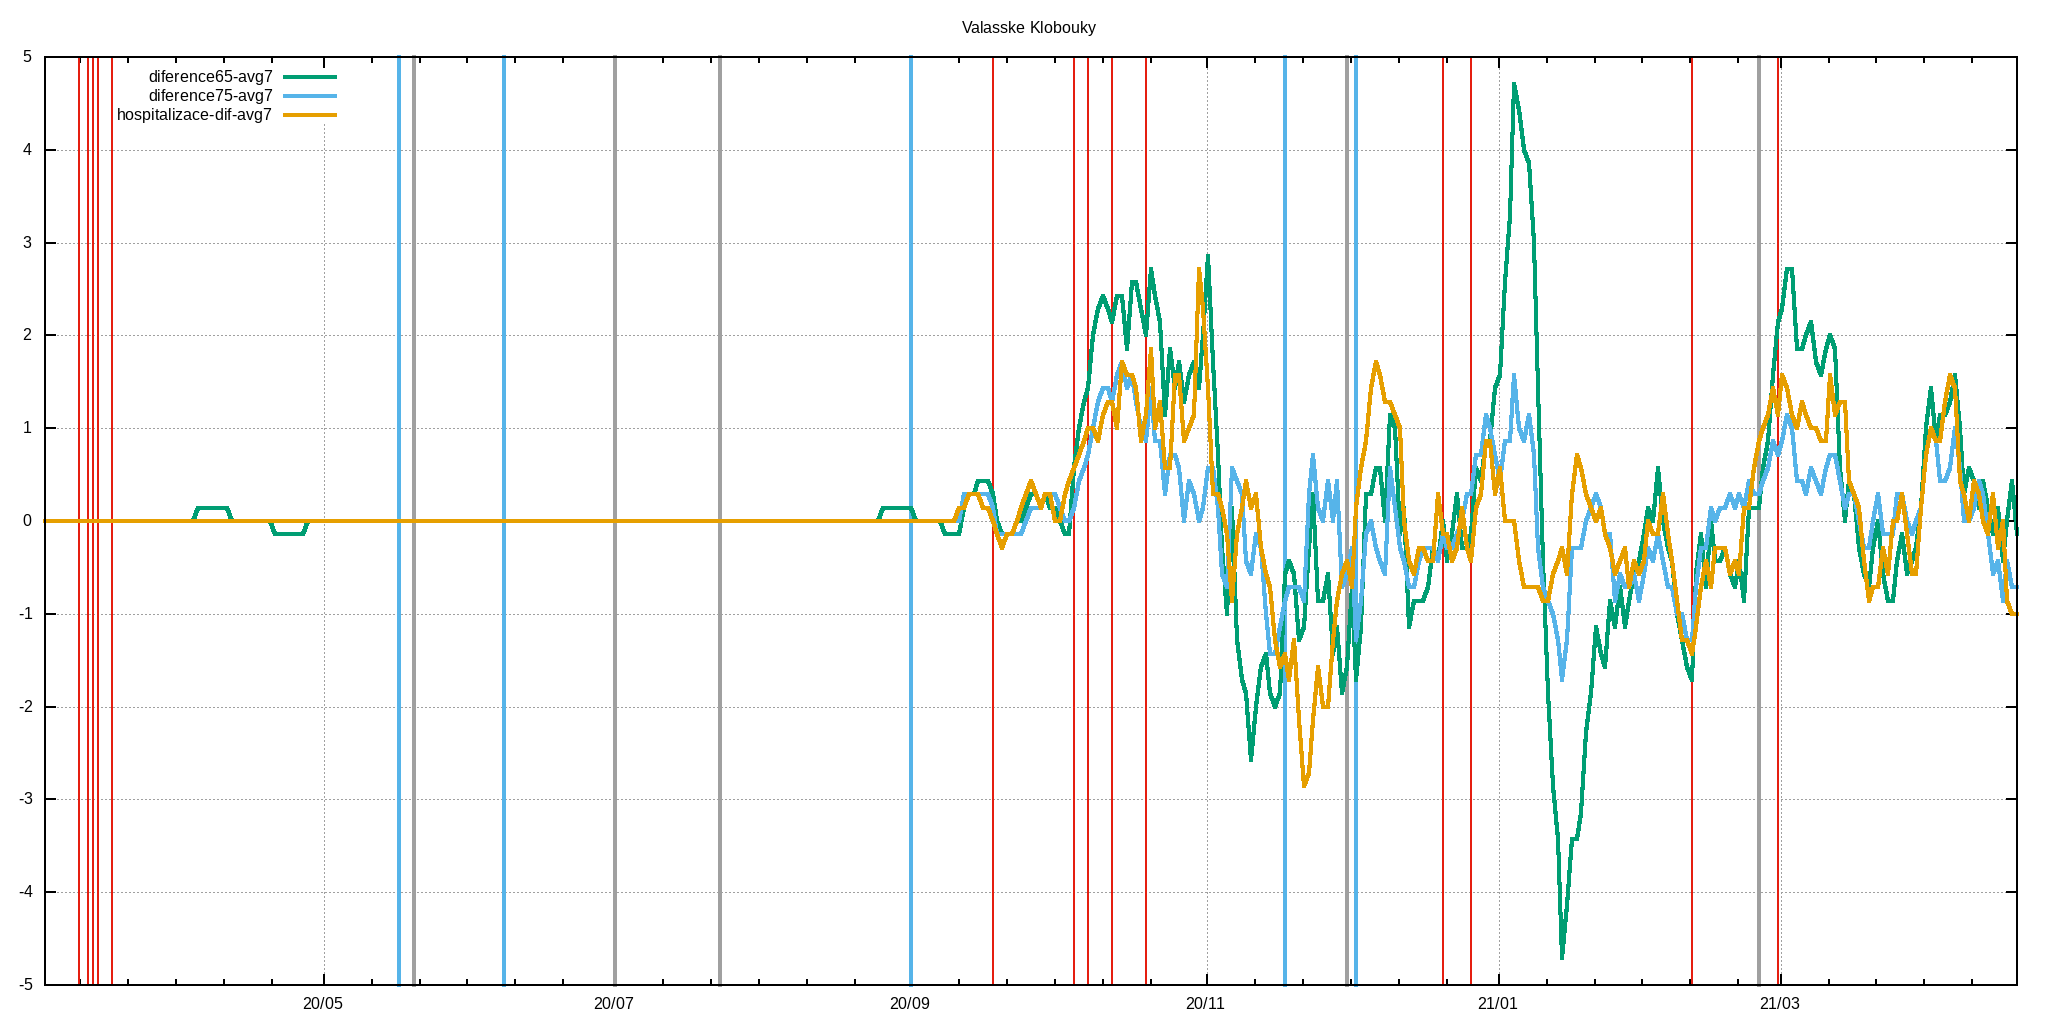 Valasske Klobouky
diference65-avg7
diference75-avg7
hospitalizace-dif-avg7
5
4
3
2
1
0
-1
-2
-3
-4
-5
20/05 20/07 20/09 20/11 21/01 21/03